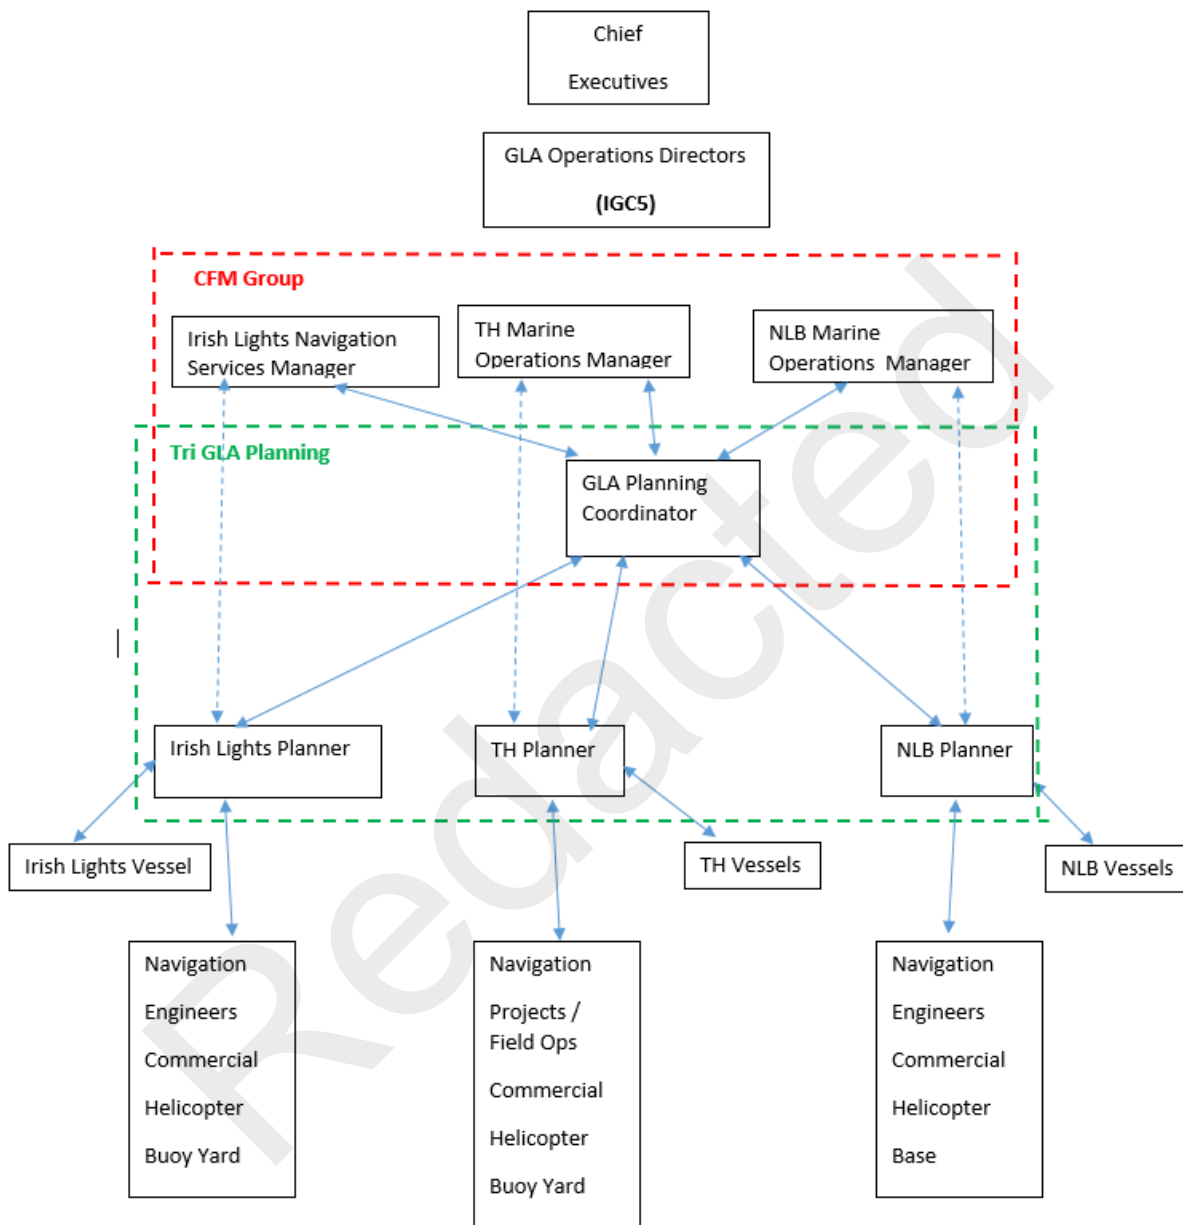 Chief
Executives
GLA Operations Directors
(IGC5)
CFM Group
Irish Lights Navigation
Services Manager
TH Marine
Operations Manager
NLB Marine
Operations Manager
Tri GLA Planning
GLA Planning
Coordinator
Irish Lights Planner
TH Planner
NLB Planner
Irish Lights Vessel
TH Vessels
NLB Vessels
Navigation
Engineers
Commercial
Helicopter
Buoy Yard
Navigation
Projects /
Field Ops
Commercial
Helicopter
Buoy Yard
Navigation
Engineers
Commercial
Helicopter
Base
Redacted